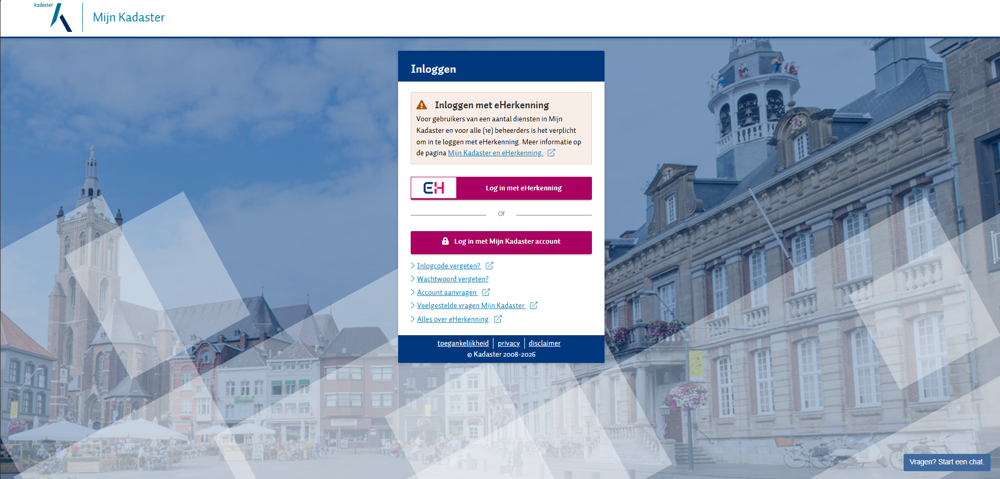 kadaster
Mijn Kadaster
Inloggen
Inloggen met eHerkenning
Voor gebruikers van een aantal diensten in Mijn
Kadaster en voor alle (1e) beheerders is het verplicht
om in te loggen met eHerkenning. Meer informatie op
de pagina Mijn Kadaster en eHerkenning.
EH Log in met eHerkenning
Of
Log in met Mijn Kadaster account
Inlogcode vergeten?
Wachtwoord vergeten?
Account aanvragen
Veelgestelde vragen Mijn Kadaster
Alles over eHerkenning
toegankelijkheid privacy disclaimer
© Kadaster 2008-2026
Vragen? Start een chat.